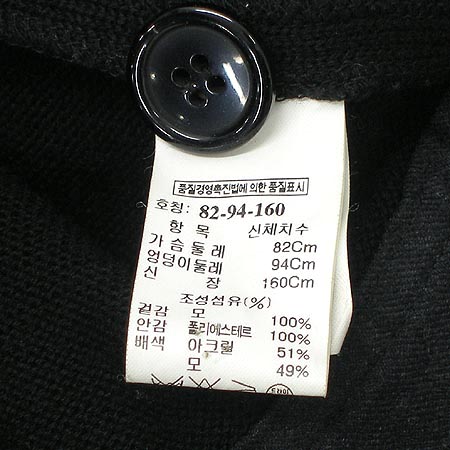 품질경영촉진법에 의한 품질표시
호칭: 82-94-160
항 목 신체치수
가슴둘레 82Cm
엉덩이둘레 94Cm
신 장 160Cm
조성섬유(%)
겉감 모 100%
안감 폴리에스테르 100%
배색 아크릴 51%
모 49%